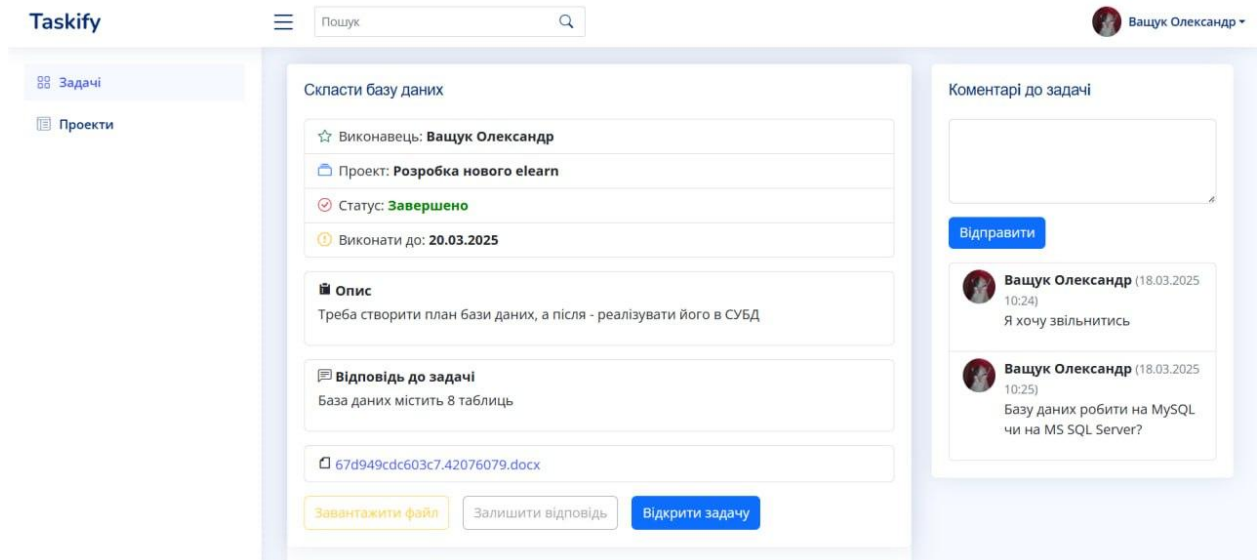 Taskify
Пошук
Ващук Олександр
Задачі
Проекти
Скласти базу даних
Виконавець: Ващук Олександр
Проект: Розробка нового elearn
Статус: Завершено
Виконати до: 20.03.2025
Опис
Треба створити план бази даних, а після - реалізувати його в СУБД
Відповідь до задачі
База даних містить 8 таблиць
67d949cdc603c7.42076079.docx
Завантажити файл
Залишити відповідь
Відкрити задачу
Коментарі до задачі
Відправити
Ващук Олександр (18.03.2025
10:24)
Я хочу звільнитись
Ващук Олександр (18.03.2025
10:25)
Базу даних робити на MySQL
чи на MS SQL Server?